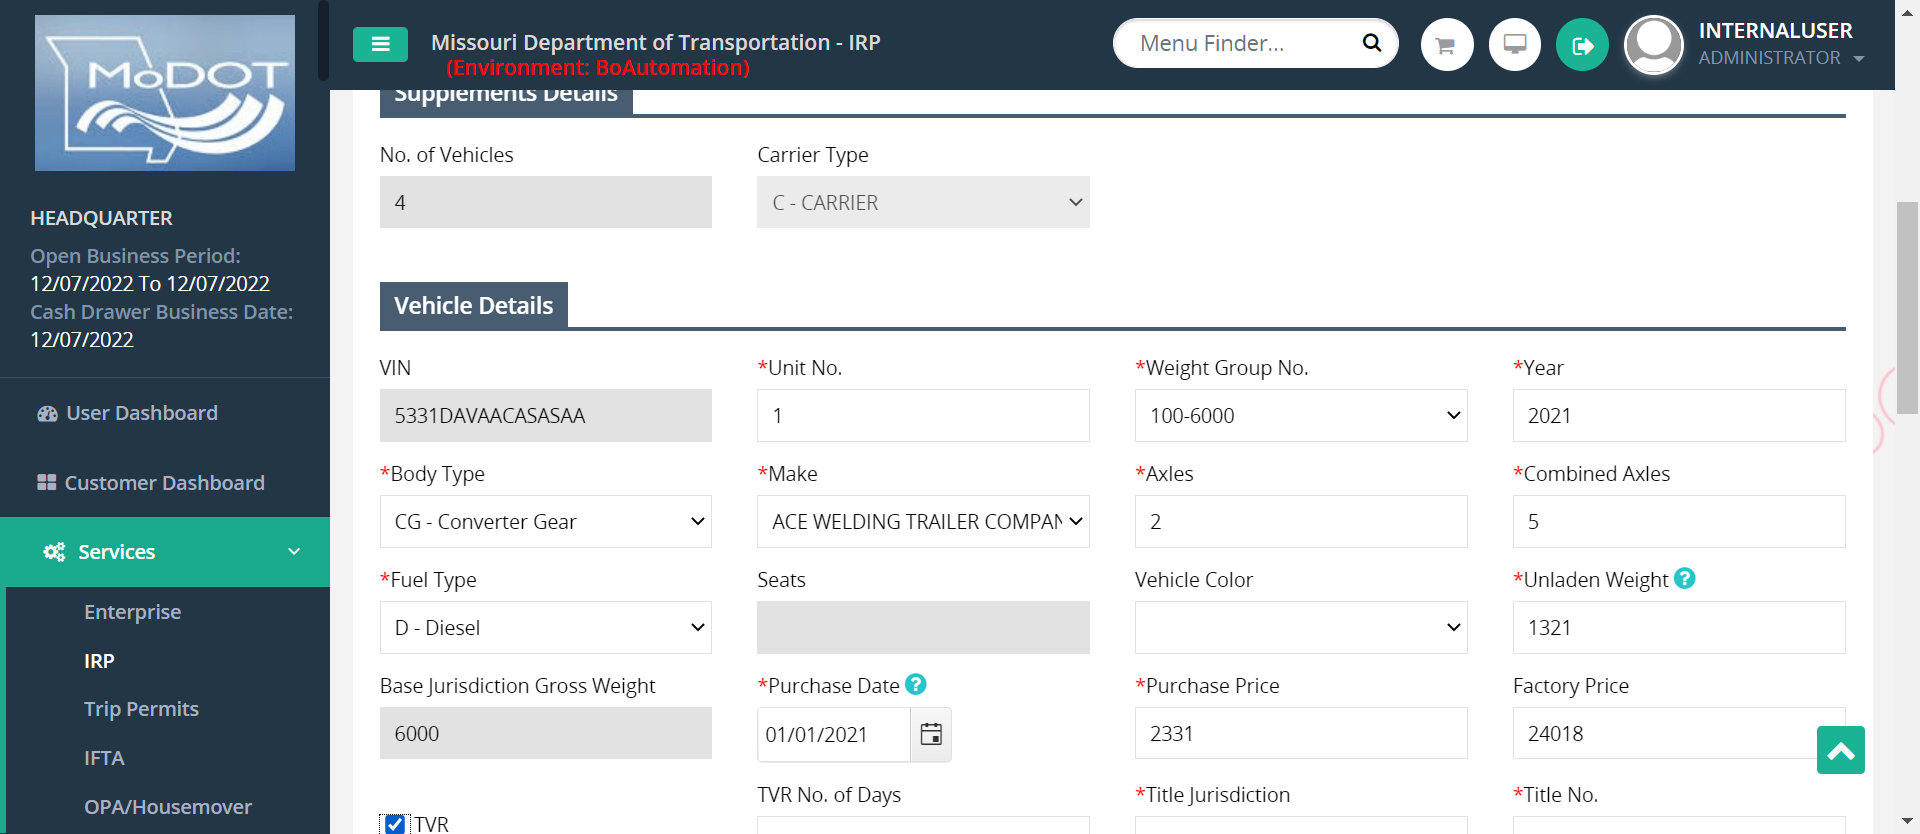 MoDOT
Missouri Department of Transportation - IRP
(Environment: BoAutomation)
Menu Finder...
INTERNALUSER
ADMINISTRATOR
HEADQUARTER
Open Business Period:
12/07/2022 To 12/07/2022
Cash Drawer Business Date:
12/07/2022
User Dashboard
Customer Dashboard
Services
Enterprise
IRP
Trip Permits
IFTA
OPA/Housemover
Supplements Details
No. of Vehicles
Carrier Type
4
C - CARRIER
Vehicle Details
VIN
*Unit No.
*Weight Group No.
*Year
5331DAVAACASASAA
1
100-6000
2021
*Body Type
*Make
*Axles
*Combined Axles
CG - Converter Gear
ACE WELDING TRAILER COMPAN
2
5
*Fuel Type
Seats
Vehicle Color
*Unladen Weight ?
D - Diesel
1321
Base Jurisdiction Gross Weight
*Purchase Date ?
*Purchase Price
Factory Price
6000
01/01/2021
2331
24018
TVR
TVR No. of Days
*Title Jurisdiction
*Title No.